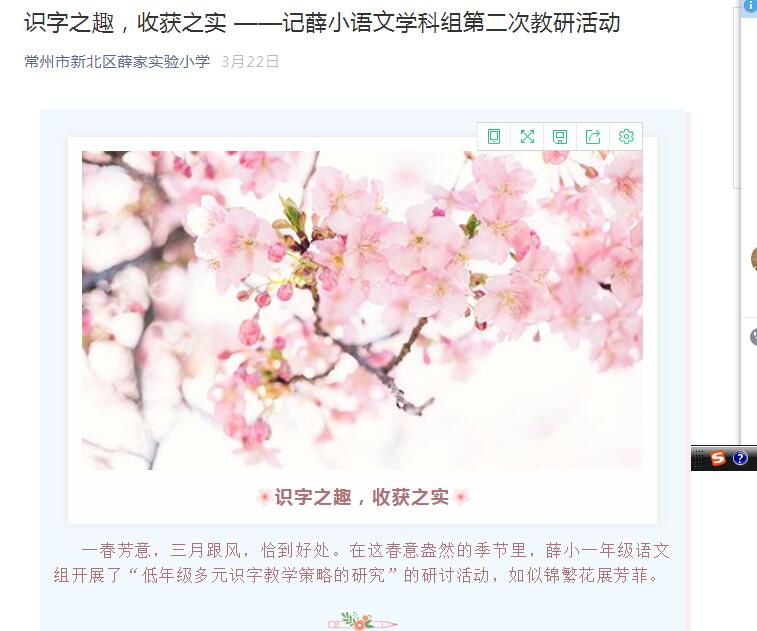 识字之趣，收获之实 ——记薛小语文学科组第二次教研活动
常州市新北区薛家实验小学 3月22日
识字之趣，收获之实
一春芳意，三月跟风，恰到好处。在这春意盎然的季节里，薛小一年级语文
组开展了“低年级多元识字教学策略的研究”的研讨活动，如似锦繁花展芳菲。